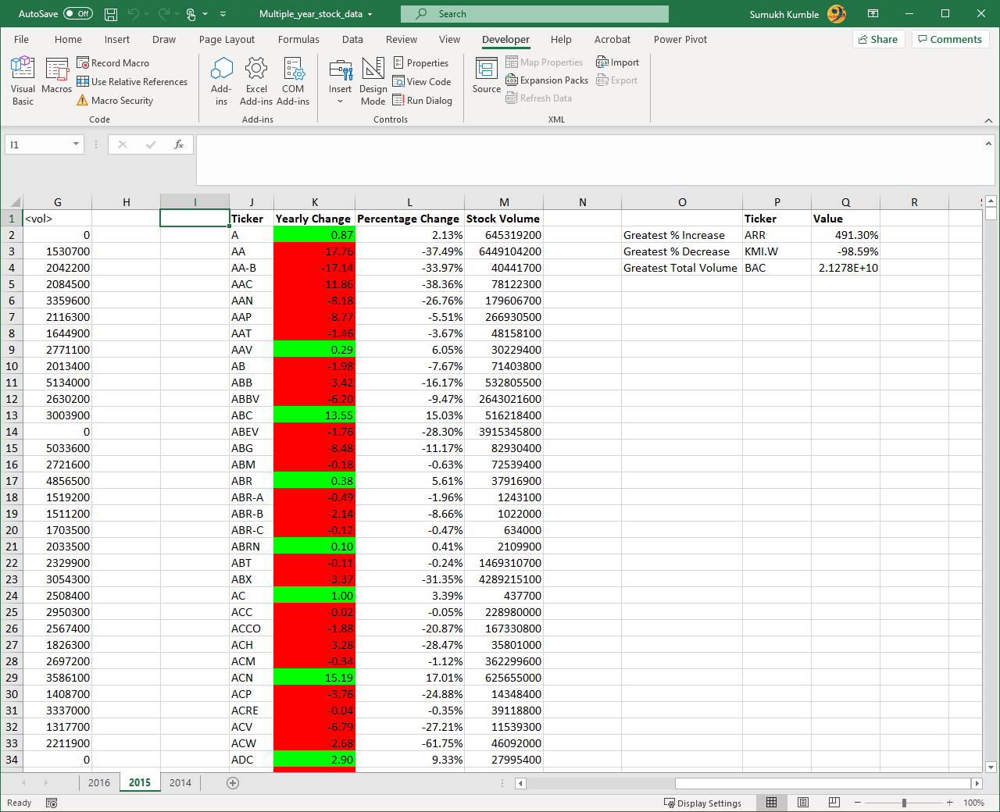 AutoSave Off Multiple_year_stock_data Search Sumukh Kumble
File Home Insert Draw Page Layout Formulas Data Review View Developer Help Acrobat Power Pivot Share Comments
Visual Basic
Macros
Record Macro
Use Relative References
Macro Security
Code
Add-ins
Excel Add-ins
COM Add-ins
Add-ins
Insert
Design Mode
Properties
View Code
Run Dialog
Controls
Source
Map Properties
Expansion Packs
Refresh Data
Import
Export
XML
I1 fx
G H I J K L M N O P Q R
1 <vol> Ticker Yearly Change Percentage Change Stock Volume Ticker Value
2 0 A 0.87 2.13% 645319200 Greatest % Increase ARR 491.30%
3 1530700 AA -17.76 -37.49% 6449104200 Greatest % Decrease KMI.W -98.59%
4 2042200 AA-B -17.14 -33.97% 40441700 Greatest Total Volume BAC 2.1278E+10
5 2084500 AAC -11.86 -38.36% 78122300
6 3359600 AAN -8.18 -26.76% 179606700
7 2116300 AAP -8.77 -5.51% 266930500
8 1644900 AAT -1.46 -3.67% 48158100
9 2771100 AAV 0.29 6.05% 30229400
10 2013400 AB -1.98 -7.67% 71403800
11 5134000 ABB -3.42 -16.17% 532805500
12 2630200 ABBV -6.20 -9.47% 2643021600
13 3003900 ABC 13.55 15.03% 516218400
14 0 ABEV -1.76 -28.30% 3915345800
15 5033600 ABG -8.48 -11.17% 82930400
16 2721600 ABM -0.18 -0.63% 72539400
17 4856500 ABR 0.38 5.61% 37916900
18 1519200 ABR-A -0.49 -1.96% 1243100
19 1511200 ABR-B -2.14 -8.66% 1022000
20 1703500 ABR-C -0.12 -0.47% 634000
21 2033500 ABRN 0.10 0.41% 2109900
22 2329900 ABT -0.11 -0.24% 1469310700
23 3054300 ABX -3.37 -31.35% 4289215100
24 2508400 AC 1.00 3.39% 437700
25 2950300 ACC -0.02 -0.05% 228980000
26 2567400 ACCO -1.88 -20.87% 167330800
27 1826300 ACH -3.28 -28.47% 35801000
28 2697200 ACM -0.34 -1.12% 362299600
29 3586100 ACN 15.19 17.01% 625655000
30 1408700 ACP -3.76 -24.88% 14348400
31 3337000 ACRE -0.04 -0.35% 39118800
32 1317700 ACV -6.79 -27.21% 11539300
33 2211900 ACW -2.68 -61.75% 46092000
34 0 ADC 2.90 9.33% 27995400
2016 2015 2014
Ready Display Settings 100%